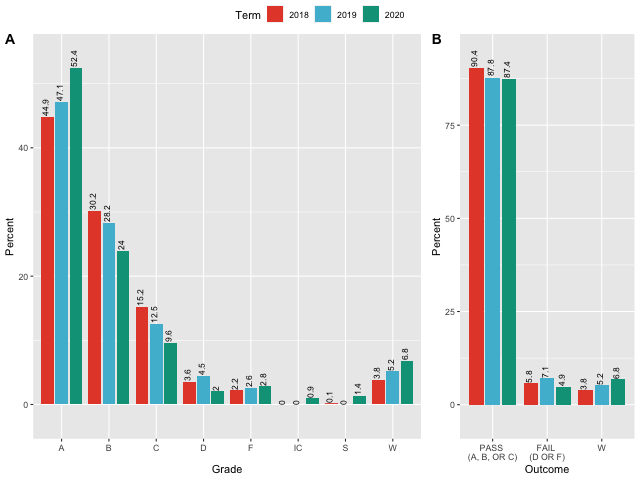 Term 2018 2019 2020
A
Percent
40
20
0
44.9 47.1 52.4
30.2 28.2 24
15.2 12.5 9.6
3.6 4.5 2
2.2 2.6 2.8
0 0 0.9
0.1 0 1.4
3.8 5.2 6.8
A B C D F IC S W
Grade
B
Percent
75
50
25
0
90.4 87.8 87.4
5.8 7.1 4.9
3.8 5.2 6.8
PASS FAIL W
(A, B, OR C) (D OR F)
Outcome